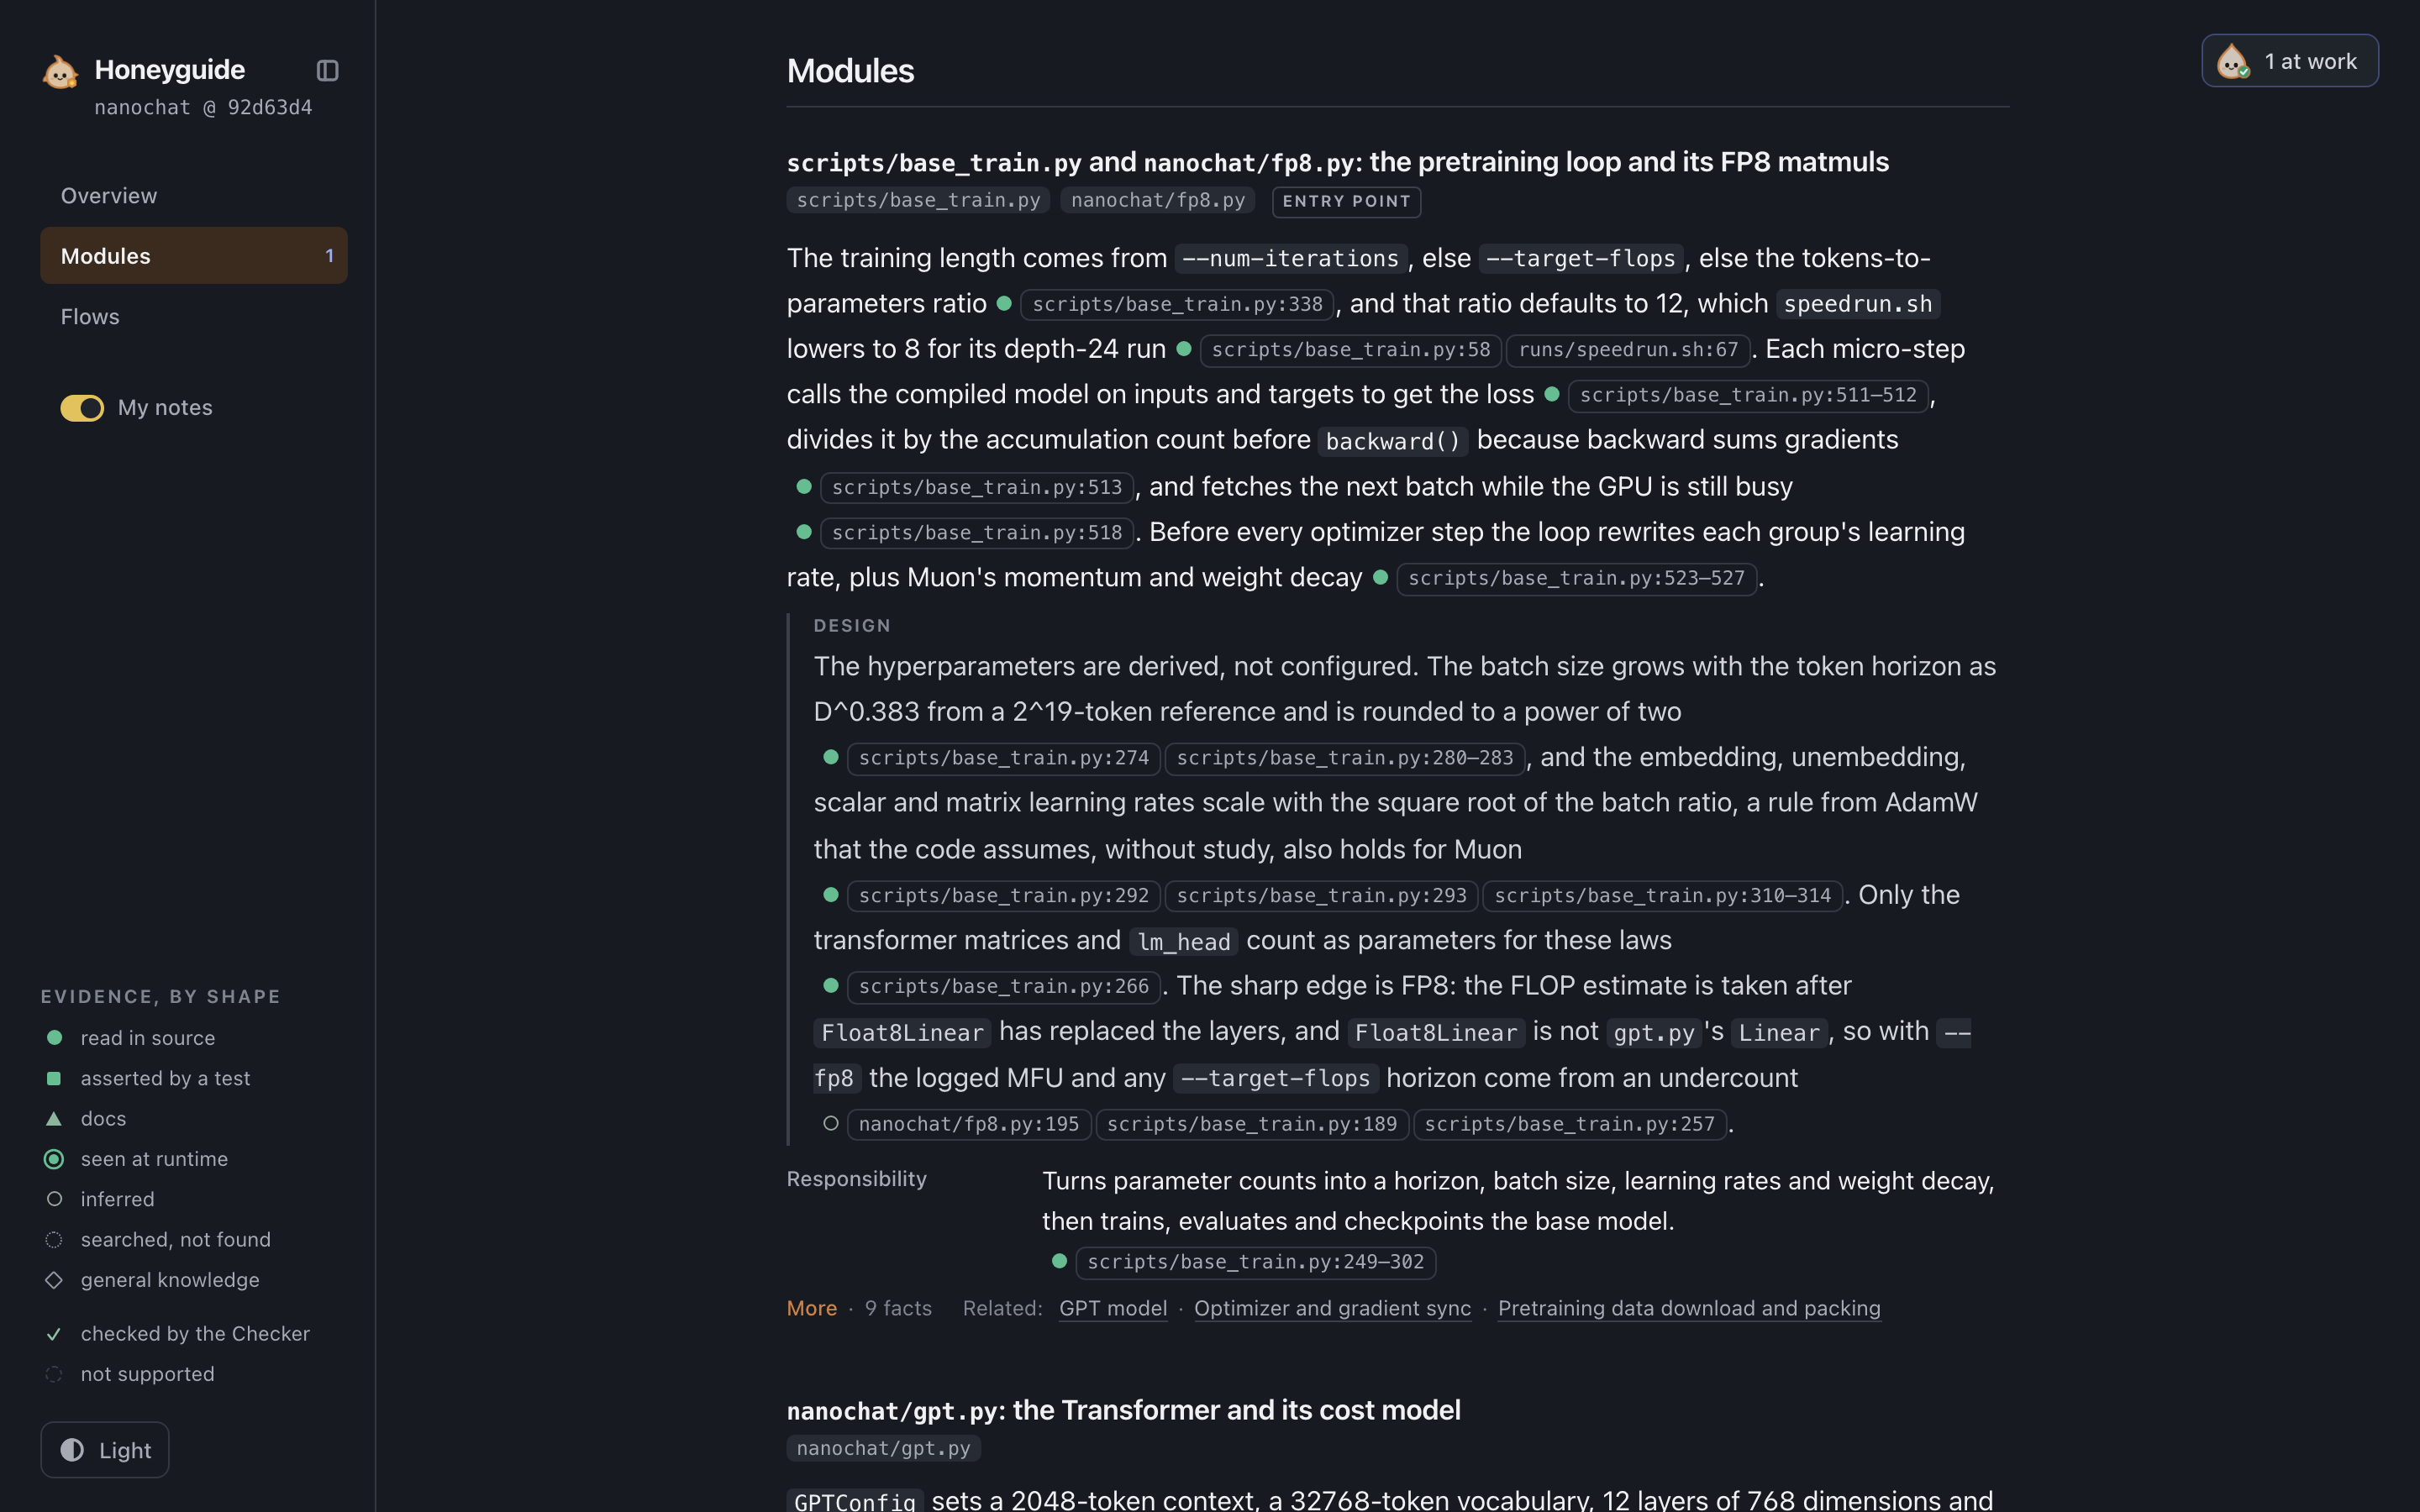 Honeyguide
nanochat @ 92d63d4
Overview
Modules 1
Flows
My notes
EVIDENCE, BY SHAPE
read in source
asserted by a test
docs
seen at runtime
inferred
searched, not found
general knowledge
checked by the Checker
not supported
Light
1 at work
Modules
scripts/base_train.py and nanochat/fp8.py: the pretraining loop and its FP8 matmuls
scripts/base_train.py nanochat/fp8.py ENTRY POINT
The training length comes from --num-iterations, else --target-flops, else the tokens-to-
parameters ratio scripts/base_train.py:338, and that ratio defaults to 12, which speedrun.sh
lowers to 8 for its depth-24 run scripts/base_train.py:58 runs/speedrun.sh:67. Each micro-step
calls the compiled model on inputs and targets to get the loss scripts/base_train.py:511–512,
divides it by the accumulation count before backward() because backward sums gradients
scripts/base_train.py:513, and fetches the next batch while the GPU is still busy
scripts/base_train.py:518. Before every optimizer step the loop rewrites each group's learning
rate, plus Muon's momentum and weight decay scripts/base_train.py:523–527.
DESIGN
The hyperparameters are derived, not configured. The batch size grows with the token horizon as
D^0.383 from a 2^19-token reference and is rounded to a power of two
scripts/base_train.py:274 scripts/base_train.py:280–283, and the embedding, unembedding,
scalar and matrix learning rates scale with the square root of the batch ratio, a rule from AdamW
that the code assumes, without study, also holds for Muon
scripts/base_train.py:292 scripts/base_train.py:293 scripts/base_train.py:310–314. Only the
transformer matrices and lm_head count as parameters for these laws
scripts/base_train.py:266. The sharp edge is FP8: the FLOP estimate is taken after
Float8Linear has replaced the layers, and Float8Linear is not gpt.py's Linear, so with --
fp8 the logged MFU and any --target-flops horizon come from an undercount
nanochat/fp8.py:195 scripts/base_train.py:189 scripts/base_train.py:257.
Responsibility
Turns parameter counts into a horizon, batch size, learning rates and weight decay,
then trains, evaluates and checkpoints the base model.
scripts/base_train.py:249–302
More · 9 facts Related: GPT model · Optimizer and gradient sync · Pretraining data download and packing
nanochat/gpt.py: the Transformer and its cost model
nanochat/gpt.py
GPTConfig sets a 2048-token context, a 32768-token vocabulary, 12 layers of 768 dimensions and